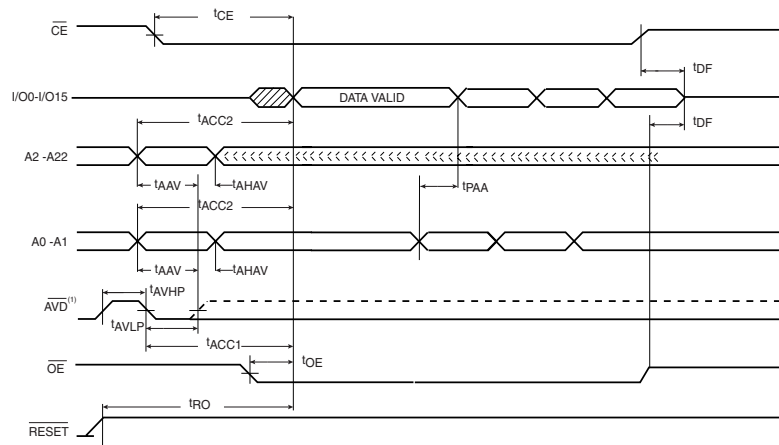 tCE
CE
tDF
I/O0-I/O15
DATA VALID
tACC2
tDF
A2 -A22
tAAV
tAHAV
tPAA
tACC2
A0 -A1
tAAV
tAHAV
tAVHP
AVD(1)
tAVLP
tACC1
tOE
OE
tRO
RESET